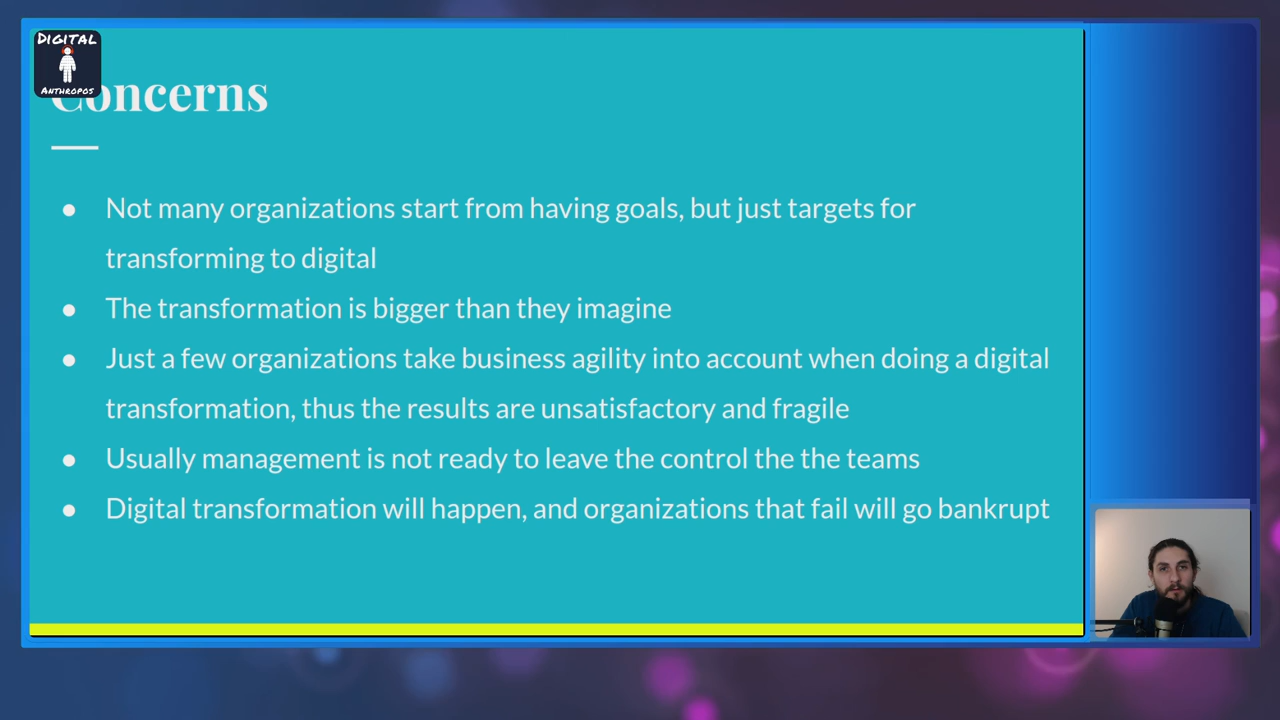 DIGITAL
ANTHROPOS
Concerns
● Not many organizations start from having goals, but just targets for
transforming to digital
● The transformation is bigger than they imagine
● Just a few organizations take business agility into account when doing a digital
transformation, thus the results are unsatisfactory and fragile
● Usually management is not ready to leave the control the the teams
● Digital transformation will happen, and organizations that fail will go bankrupt